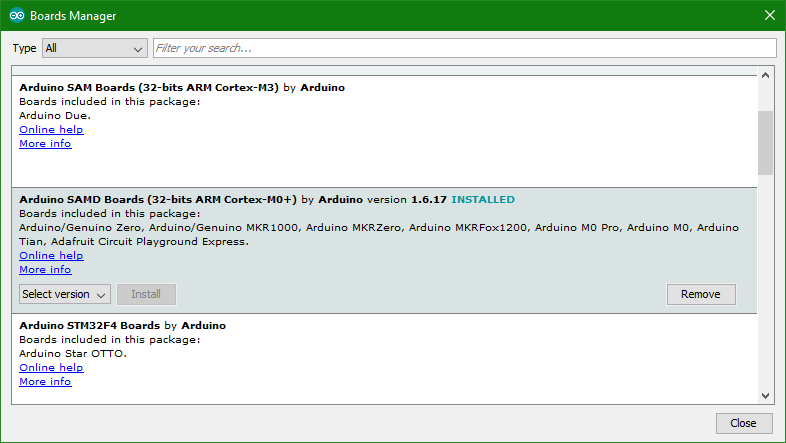 Boards Manager
Type All Filter your search...
Arduino SAM Boards (32-bits ARM Cortex-M3) by Arduino
Boards included in this package:
Arduino Due.
Online help
More info
Arduino SAMD Boards (32-bits ARM Cortex-M0+) by Arduino version 1.6.17 INSTALLED
Boards included in this package:
Arduino/Genuino Zero, Arduino/Genuino MKR1000, Arduino MKRZero, Arduino MKRFox1200, Arduino M0 Pro, Arduino M0, Arduino
Tian, Adafruit Circuit Playground Express.
Online help
More info
Select version Install Remove
Arduino STM32F4 Boards by Arduino
Boards included in this package:
Arduino Star OTTO.
Online help
More info
Close